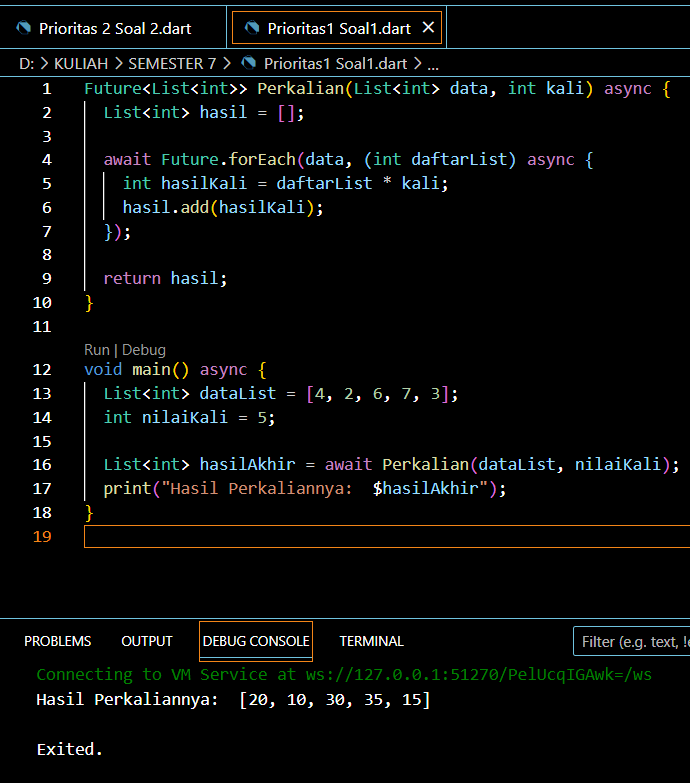 Prioritas 2 Soal 2.dart Prioritas1 Soal1.dart ×
D: > KULIAH > SEMESTER 7 > Prioritas1 Soal1.dart > ...
1 Future<List<int>> Perkalian(List<int> data, int kali) async {
2 List<int> hasil = [];
3
4 await Future.forEach(data, (int daftarList) async {
5 int hasilKali = daftarList * kali;
6 hasil.add(hasilKali);
7 });
8
9 return hasil;
10 }
11
Run | Debug
12 void main() async {
13 List<int> dataList = [4, 2, 6, 7, 3];
14 int nilaiKali = 5;
15
16 List<int> hasilAkhir = await Perkalian(dataList, nilaiKali);
17 print("Hasil Perkaliannya:  $hasilAkhir");
18 }
19
PROBLEMS OUTPUT DEBUG CONSOLE TERMINAL Filter (e.g. text, !e
Connecting to VM Service at ws://127.0.0.1:51270/PelUcqIGAwk=/ws
Hasil Perkaliannya:  [20, 10, 30, 35, 15]
Exited.